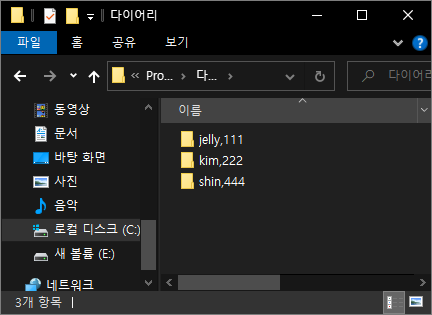 다이어리
파일 홈 공유 보기
Pro... 다... 다이어리
동영상
문서
바탕 화면
사진
음악
로컬 디스크 (C:)
새 볼륨 (E:)
네트워크
이름
jelly,111
kim,222
shin,444
3개 항목